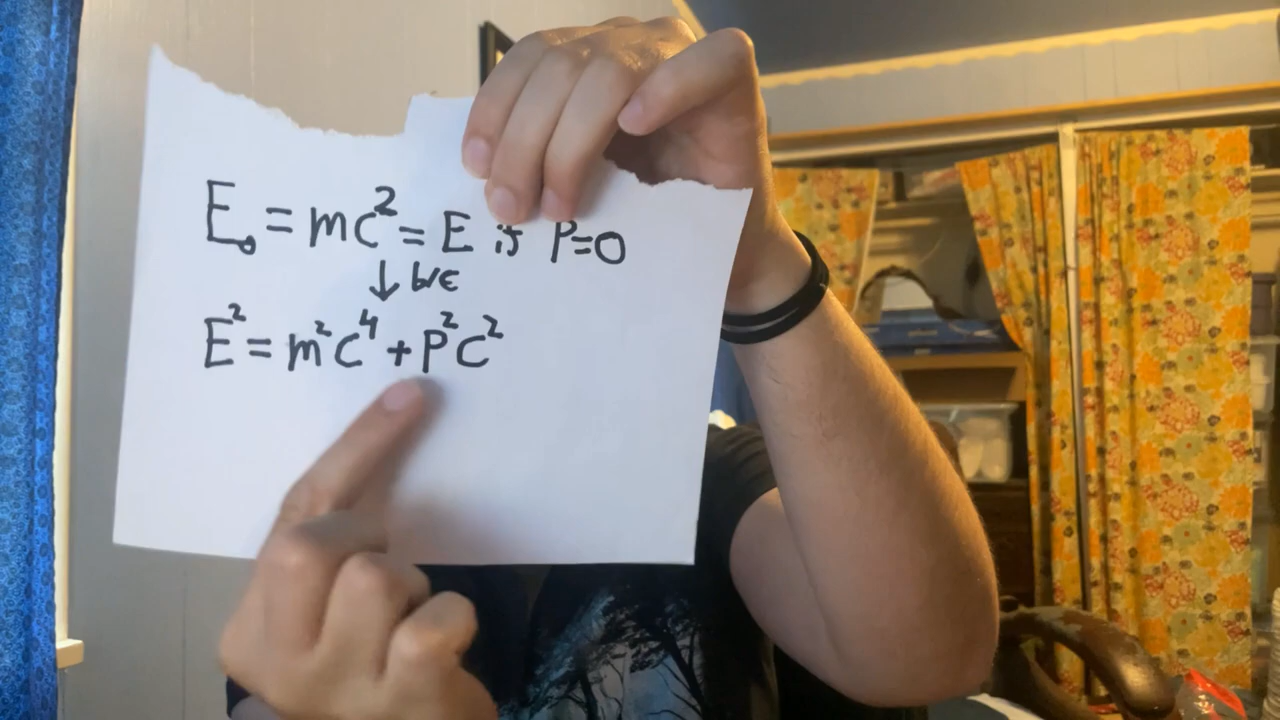 E₀ = mc² = E if P=0
↓ b/c
E² = m²c⁴ + P²C²